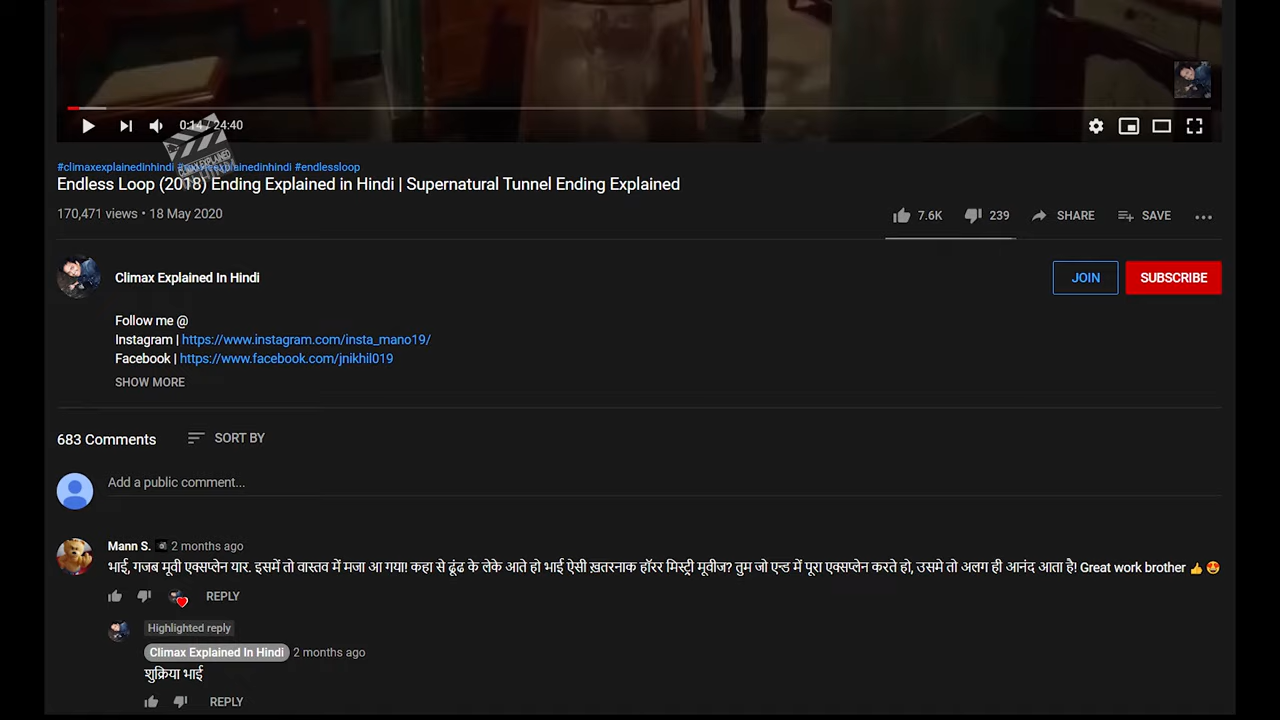 0:14 / 24:40
#climaxexplainedinhindi #movieexplainedinhindi #endlessloop
Endless Loop (2018) Ending Explained in Hindi | Supernatural Tunnel Ending Explained
170,471 views • 18 May 2020
7.6K 239 SHARE SAVE
Climax Explained In Hindi
JOIN SUBSCRIBE
Follow me @
Instagram | https://www.instagram.com/insta_mano19/
Facebook | https://www.facebook.com/jnikhil019
SHOW MORE
683 Comments SORT BY
Add a public comment...
Mann S. 2 months ago
भाई, गजब मूवी एक्सप्लेन यार. इसमें तो वास्तव में मजा आ गया! कहा से ढूंढ के लेके आते हो भाई ऐसी ख़तरनाक हॉरर मिस्ट्री मूवीज? तुम जो एन्ड में पूरा एक्सप्लेन करते हो, उसमे तो अलग ही आनंद आता है! Great work brother 👍😍
REPLY
Highlighted reply
Climax Explained In Hindi 2 months ago
शुक्रिया भाई
REPLY
CLIMAX EXPLAINED